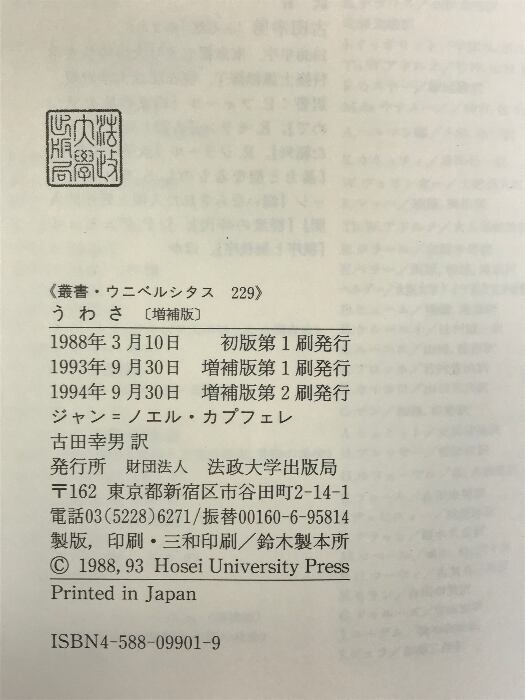 法政
大學
出版局
《叢書・ウニベルシタス 229》
うわさ〔増補版〕
1988年3月10日 初版第1刷発行
1993年9月30日 増補版第1刷発行
1994年9月30日 増補版第2刷発行
ジャン=ノエル・カプフェレ
古田幸男 訳
発行所 財団法人 法政大学出版局
〒162 東京都新宿区市谷田町2-14-1
電話03(5228)6271/振替00160-6-95814
製版,印刷・三和印刷/鈴木製本所
© 1988, 93 Hosei University Press
Printed in Japan
ISBN4-588-09901-9